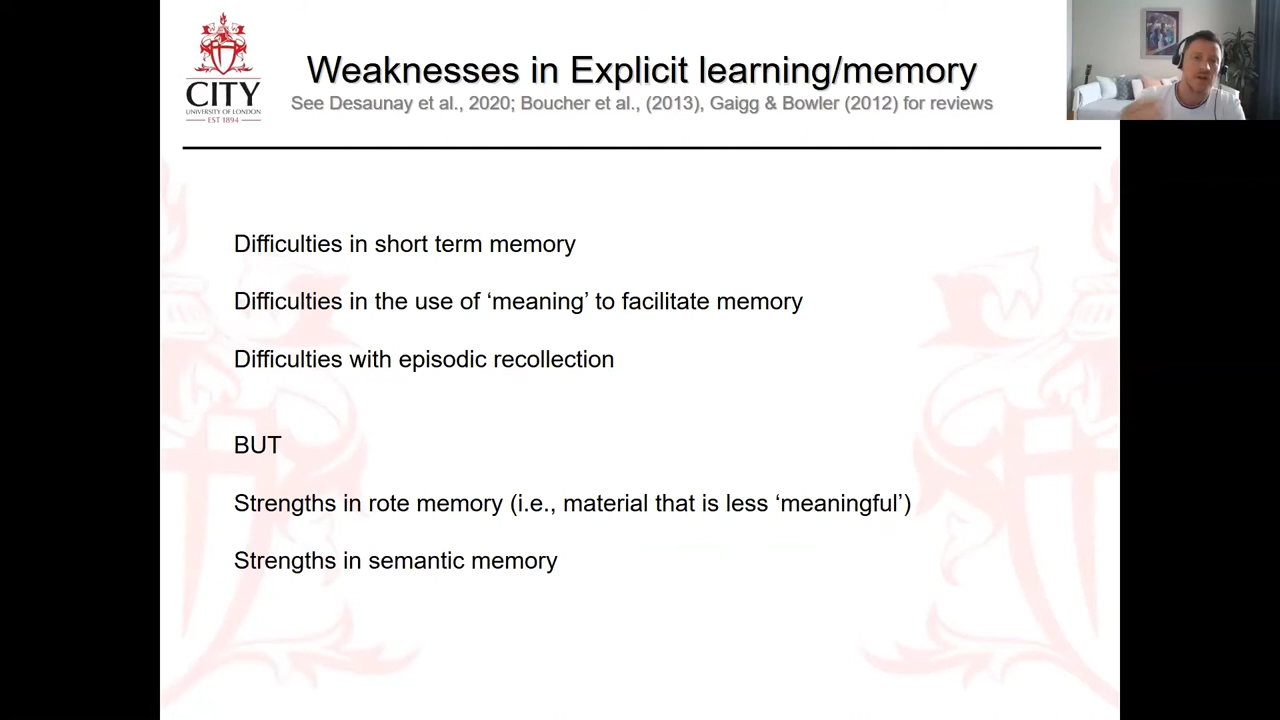 CITY
UNIVERSITY OF LONDON
EST 1894
Weaknesses in Explicit learning/memory
See Desaunay et al., 2020; Boucher et al., (2013), Gaigg & Bowler (2012) for reviews
Difficulties in short term memory
Difficulties in the use of ‘meaning’ to facilitate memory
Difficulties with episodic recollection
BUT
Strengths in rote memory (i.e., material that is less ‘meaningful’)
Strengths in semantic memory